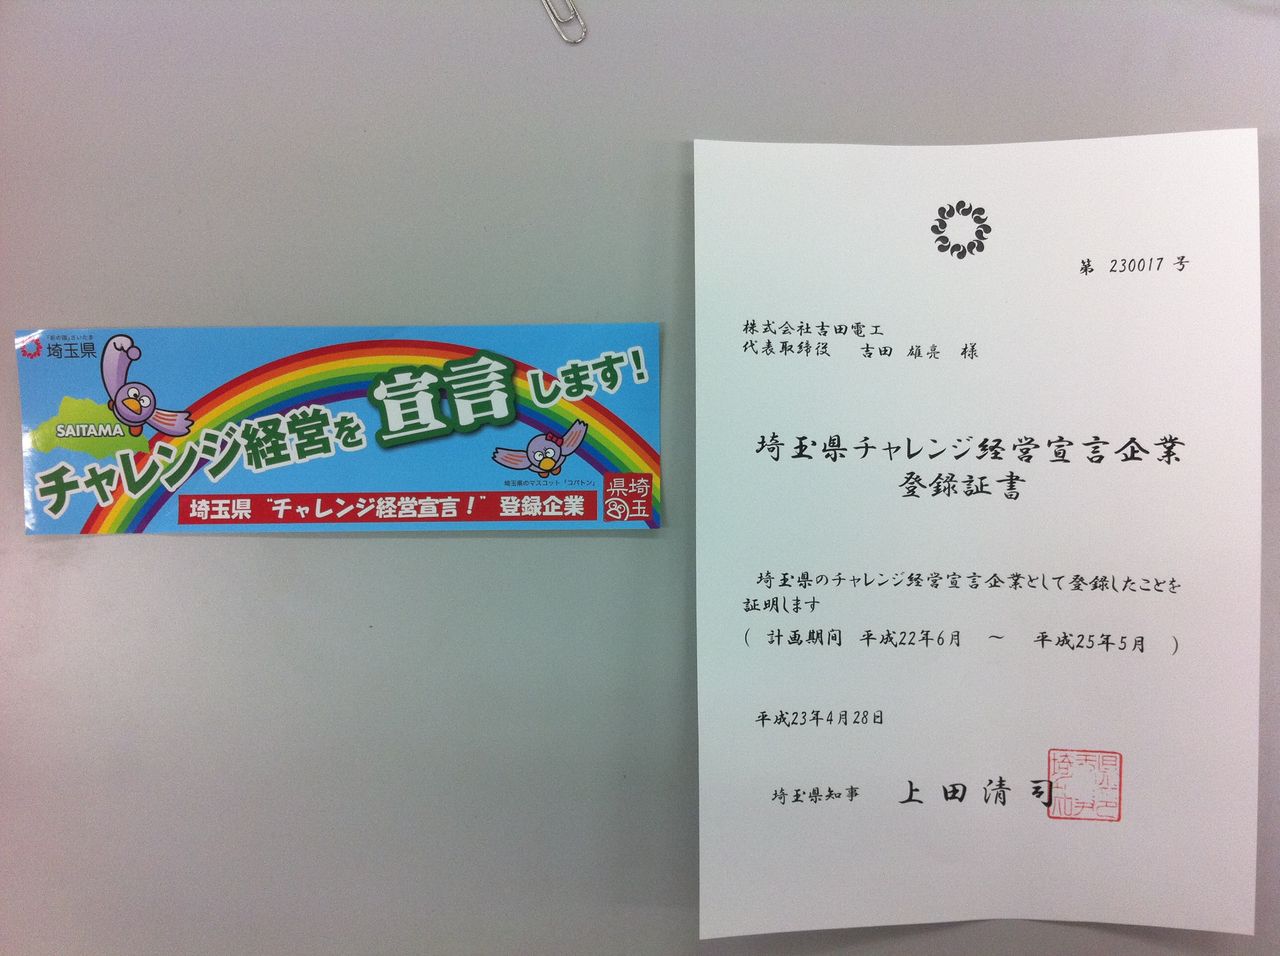 「彩の国」さいたま
埼玉県
SAITAMA
チャレンジ経営を宣言します！
埼玉県のマスコット「コバトン」
埼玉県 “チャレンジ経営宣言！” 登録企業
埼玉県
第 230017 号
株式会社吉田電工
代表取締役 吉田 雄亮 様
埼玉県チャレンジ経営宣言企業
登録証書
埼玉県のチャレンジ経営宣言企業として登録したことを
証明します
( 計画期間 平成22年6月 ～ 平成25年5月 )
平成23年4月28日
埼玉県知事 上田清司